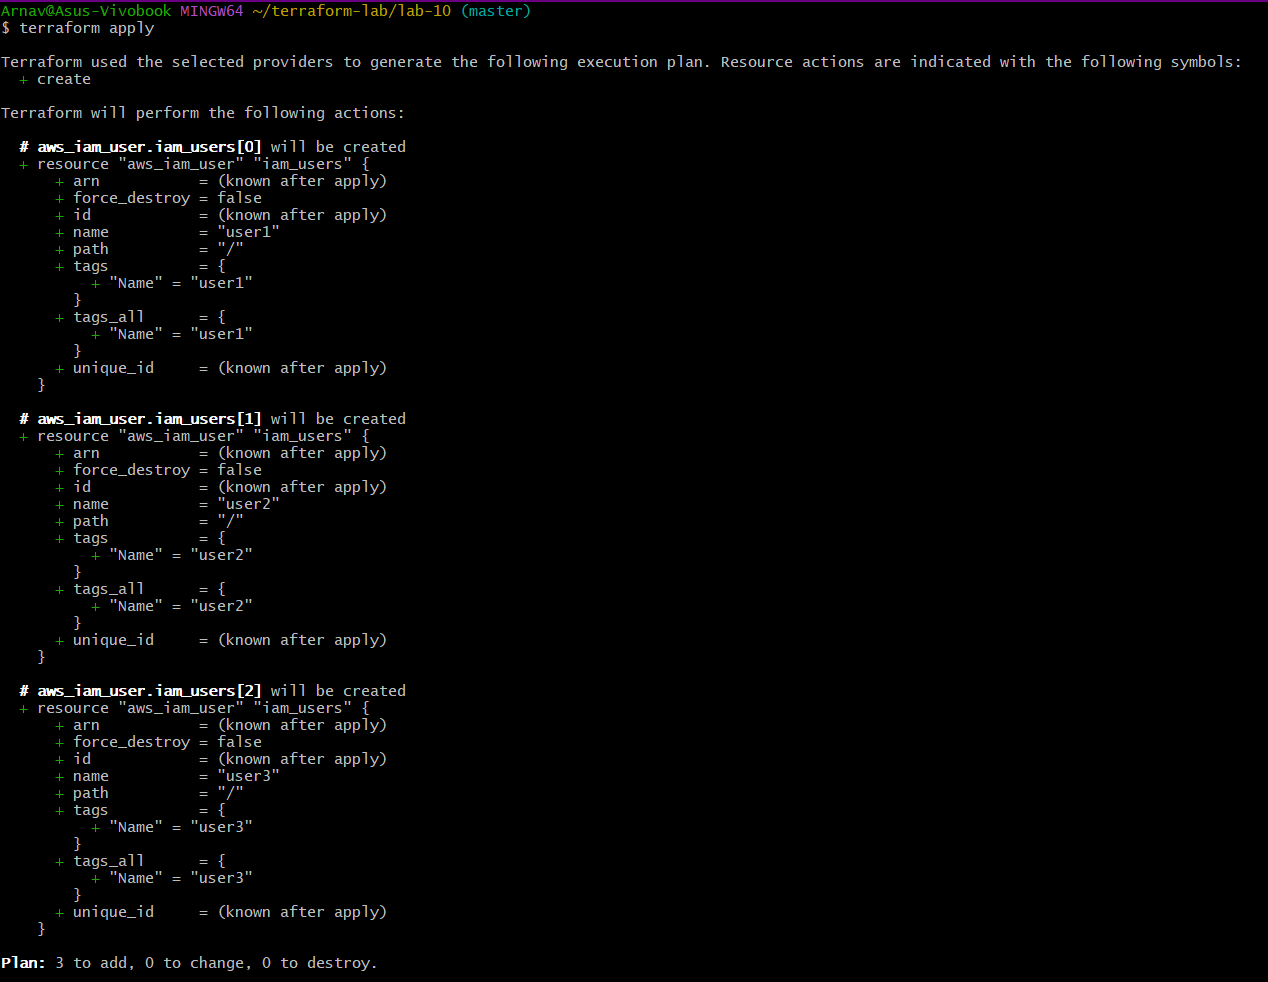 Arnav@Asus-Vivobook MINGW64 ~/terraform-lab/lab-10 (master)
$ terraform apply

Terraform used the selected providers to generate the following execution plan. Resource actions are indicated with the following symbols:
  + create

Terraform will perform the following actions:

  # aws_iam_user.iam_users[0] will be created
  + resource "aws_iam_user" "iam_users" {
      + arn           = (known after apply)
      + force_destroy = false
      + id            = (known after apply)
      + name          = "user1"
      + path          = "/"
      + tags          = {
          + "Name" = "user1"
        }
      + tags_all      = {
          + "Name" = "user1"
        }
      + unique_id     = (known after apply)
    }

  # aws_iam_user.iam_users[1] will be created
  + resource "aws_iam_user" "iam_users" {
      + arn           = (known after apply)
      + force_destroy = false
      + id            = (known after apply)
      + name          = "user2"
      + path          = "/"
      + tags          = {
          + "Name" = "user2"
        }
      + tags_all      = {
          + "Name" = "user2"
        }
      + unique_id     = (known after apply)
    }

  # aws_iam_user.iam_users[2] will be created
  + resource "aws_iam_user" "iam_users" {
      + arn           = (known after apply)
      + force_destroy = false
      + id            = (known after apply)
      + name          = "user3"
      + path          = "/"
      + tags          = {
          + "Name" = "user3"
        }
      + tags_all      = {
          + "Name" = "user3"
        }
      + unique_id     = (known after apply)
    }

Plan: 3 to add, 0 to change, 0 to destroy.